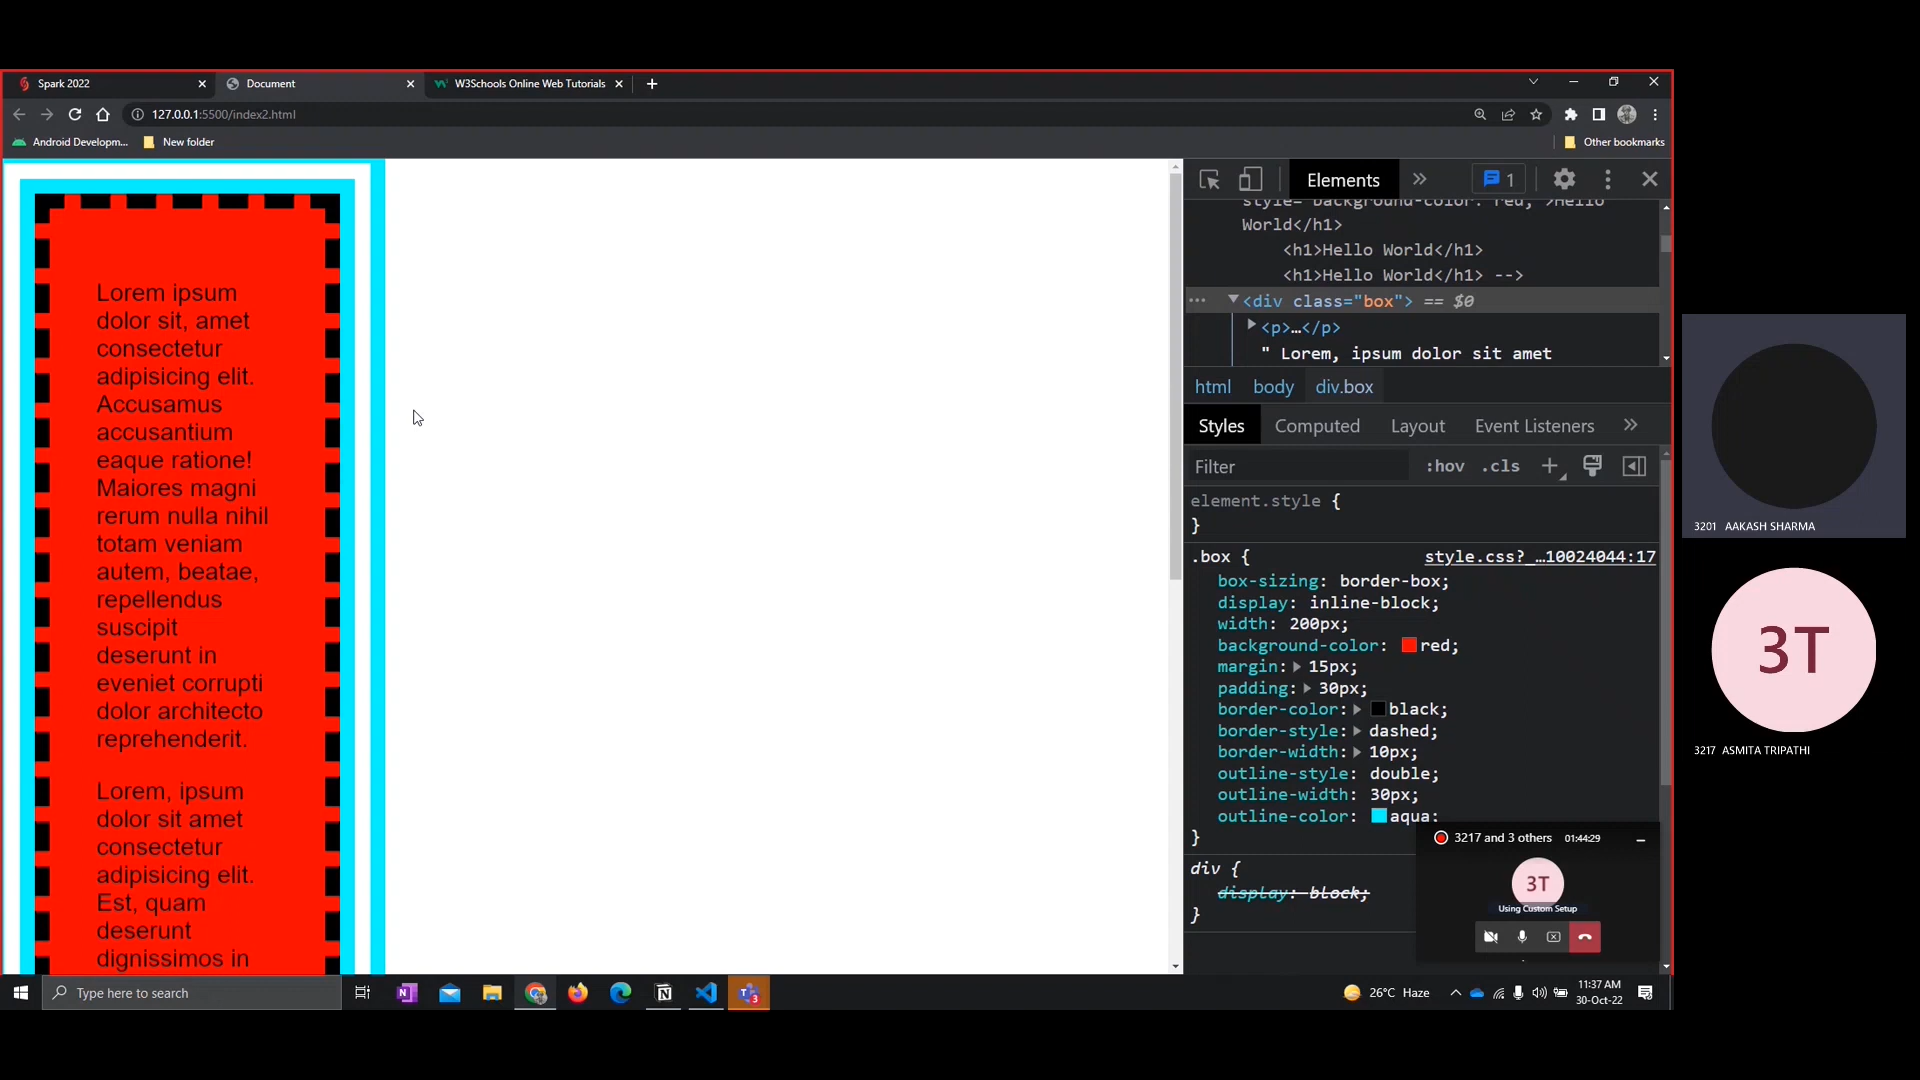 Spark 2022
Document
W3Schools Online Web Tutorials
127.0.0.1:5500/index2.html
Android Developm...
New folder
Other bookmarks
Lorem ipsum
dolor sit, amet
consectetur
adipisicing elit.
Accusamus
accusantium
eaque ratione!
Maiores magni
rerum nulla nihil
totam veniam
autem, beatae,
repellendus
suscipit
deserunt in
eveniet corrupti
dolor architecto
reprehenderit.
Lorem, ipsum
dolor sit amet
consectetur
adipisicing elit.
Est, quam
deserunt
dignissimos in
Elements
1
style="background-color: red;">Hello
World</h1>
<h1>Hello World</h1>
<h1>Hello World</h1> -->
<div class="box"> == $0
<p>…</p>
" Lorem, ipsum dolor sit amet
html body div.box
Styles Computed Layout Event Listeners
Filter :hov .cls
element.style {
}
.box { style.css?_…10024044:17
box-sizing: border-box;
display: inline-block;
width: 200px;
background-color: red;
margin: 15px;
padding: 30px;
border-color: black;
border-style: dashed;
border-width: 10px;
outline-style: double;
outline-width: 30px;
outline-color: aqua;
}
div {
display: block;
}
3217 and 3 others 01:44:29
3T
Using Custom Setup
3201 AAKASH SHARMA
3T
3217 ASMITA TRIPATHI
Type here to search
26°C Haze
11:37 AM
30-Oct-22